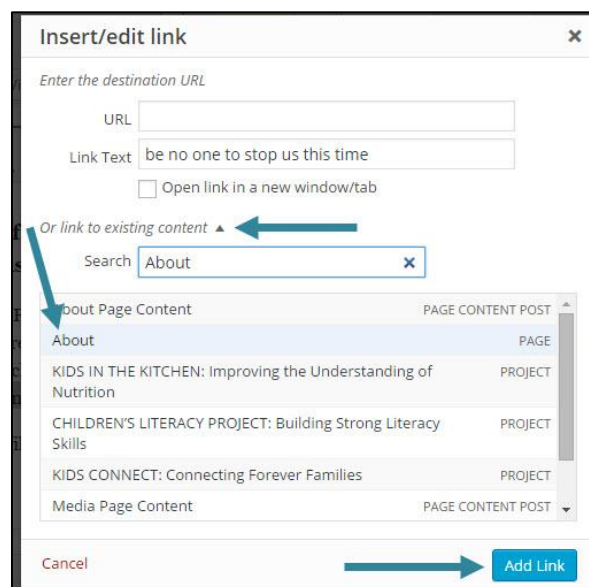 Insert/edit link
Enter the destination URL
URL
Link Text be no one to stop us this time
Open link in a new window/tab
Or link to existing content
Search About
About Page Content PAGE CONTENT POST
About PAGE
KIDS IN THE KITCHEN: Improving the Understanding of PROJECT
Nutrition
CHILDREN'S LITERACY PROJECT: Building Strong Literacy PROJECT
Skills
KIDS CONNECT: Connecting Forever Families PROJECT
Media Page Content PAGE CONTENT POST
Cancel Add Link